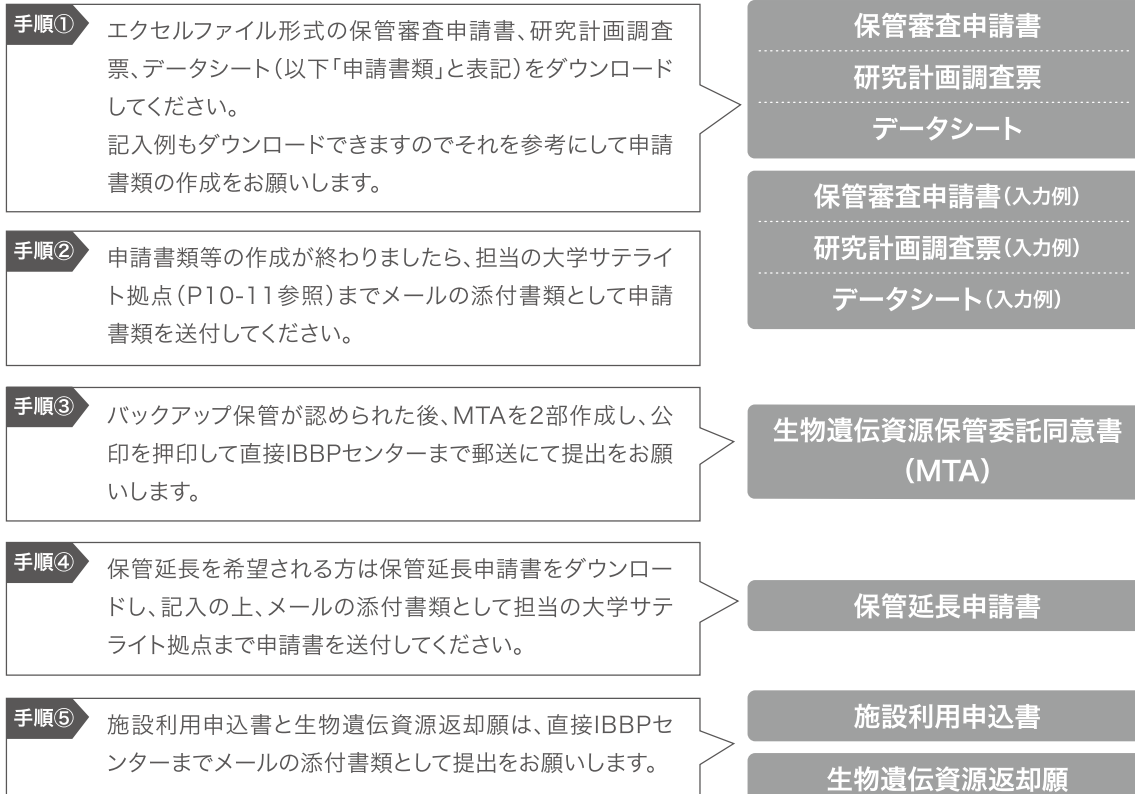 手順①
エクセルファイル形式の保管審査申請書、研究計画調査
票、データシート（以下「申請書類」と表記）をダウンロード
してください。
記入例もダウンロードできますのでそれを参考にして申請
書類の作成をお願いします。
保管審査申請書
研究計画調査票
データシート
保管審査申請書（入力例）
研究計画調査票（入力例）
データシート（入力例）
手順②
申請書類等の作成が終わりましたら、担当の大学サテライ
ト拠点（P10-11参照）までメールの添付書類として申請
書類を送付してください。
手順③
バックアップ保管が認められた後、MTAを2部作成し、公
印を押印して直接IBBPセンターまで郵送にて提出をお願
いします。
生物遺伝資源保管委託同意書
（MTA）
手順④
保管延長を希望される方は保管延長申請書をダウンロー
ドし、記入の上、メールの添付書類として担当の大学サテ
ライト拠点まで申請書を送付してください。
保管延長申請書
手順⑤
施設利用申込書と生物遺伝資源返却願は、直接IBBPセ
ンターまでメールの添付書類として提出をお願いします。
施設利用申込書
生物遺伝資源返却願